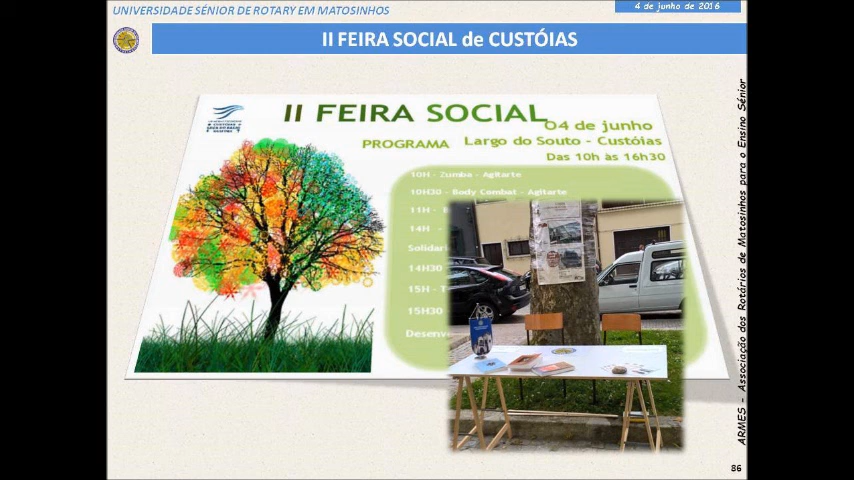 UNIVERSIDADE SÉNIOR DE ROTARY EM MATOSINHOS
4 de junho de 2016
II FEIRA SOCIAL de CUSTÓIAS
II FEIRA SOCIAL
04 de junho
PROGRAMA
Largo do Souto - Custóias
Das 10h às 16h30
10H - Zumba - Agitarte
10H30 - Body Combat - Agitarte
11H -
14H -
Solidar
14H30
15H - T
15H30
Desenvo
ARMES - Associação dos Rotários de Matosinhos para o Ensino Sénior
86